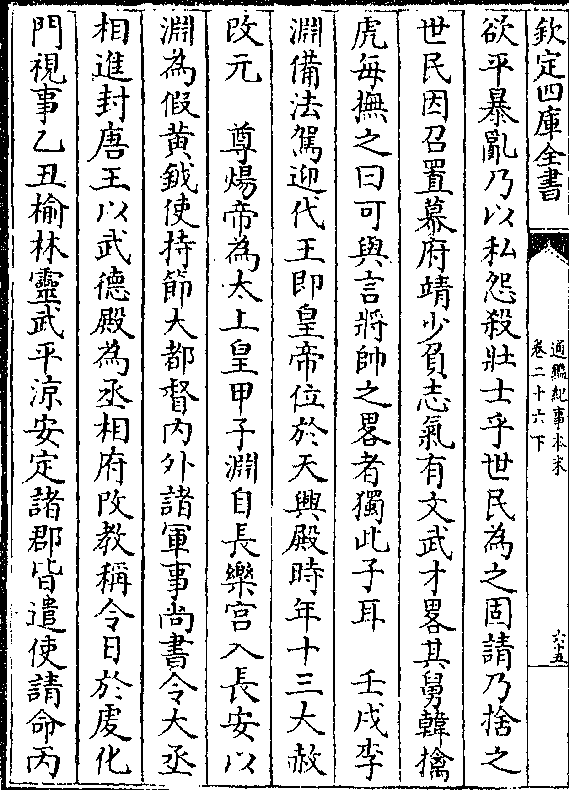 欽定四庫全書
通鑑紀事本末
卷二十六下
六十五
欲平暴亂乃以私怨殺壯士乎世民為之固請乃捨之
世民因召置幕府靖少負志氣有文武才畧其舅韓擒
虎每撫之曰可與言將帥之畧者獨此子耳　壬戌李
淵備法駕迎代王即皇帝位於天興殿時年十三大赦
改元　尊煬帝為太上皇甲子淵自長樂宮入長安以
淵為假黄鉞使持節大都督内外諸軍事尚書令大丞
相進封唐王以武德殿為丞相府改教稱令日於䖍化
門視事乙丑榆林靈武平涼安定諸郡皆遣使請命丙